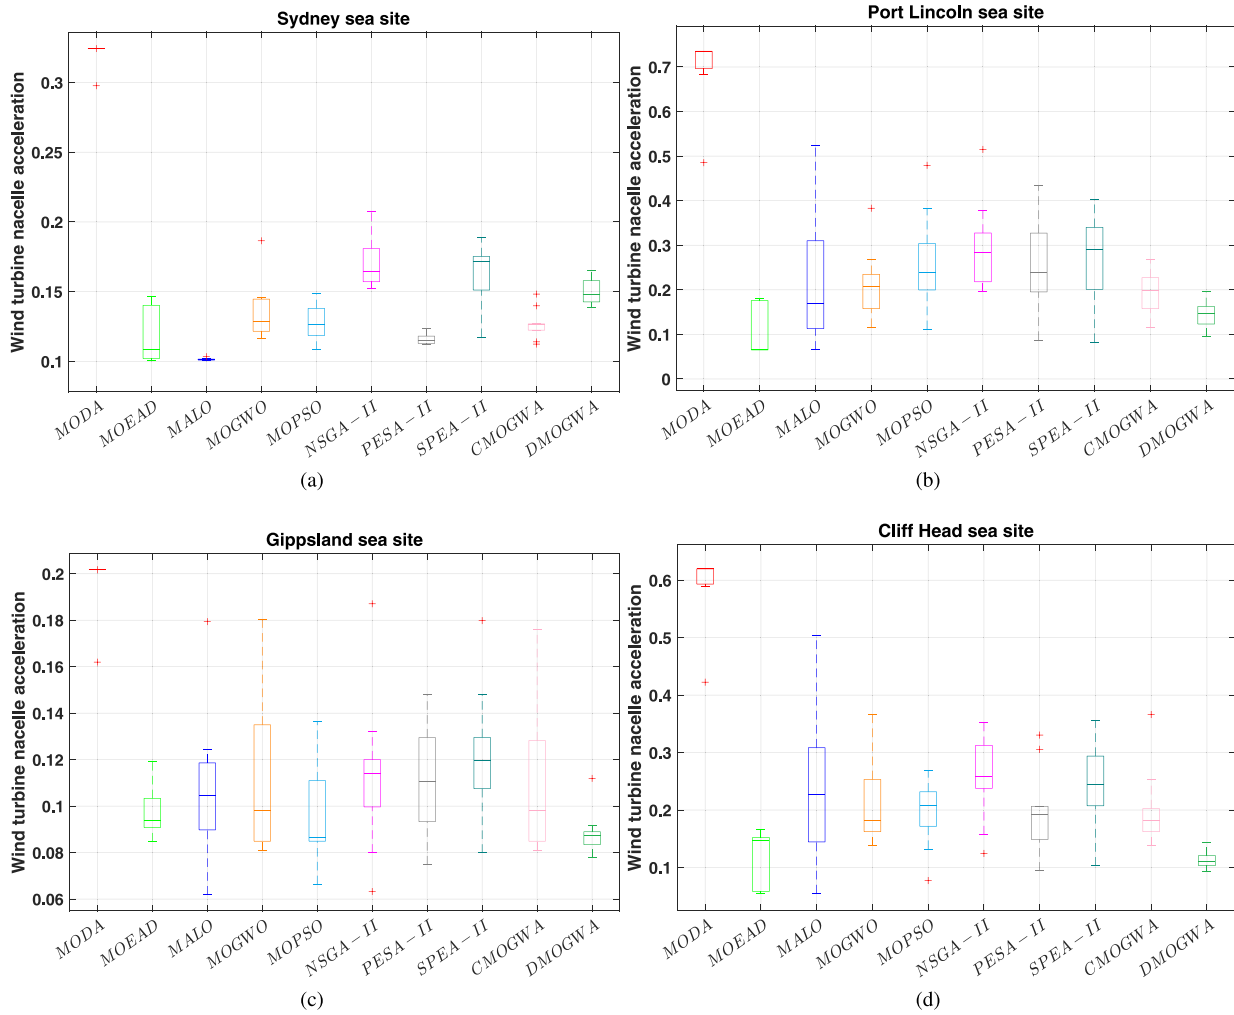 Sydney sea site
Wind turbine nacelle acceleration
0.3
0.25
0.2
0.15
0.1
MODA
MOEAD
MALO
MOGWO
MOPSO
NSGA-II
PESA-II
SPEA-II
CMOGWA
DMOGWA
(a)
Port Lincoln sea site
Wind turbine nacelle acceleration
0.7
0.6
0.5
0.4
0.3
0.2
0.1
0
MODA
MOEAD
MALO
MOGWO
MOPSO
NSGA-II
PESA-II
SPEA-II
CMOGWA
DMOGWA
(b)
Gippsland sea site
Wind turbine nacelle acceleration
0.2
0.18
0.16
0.14
0.12
0.1
0.08
0.06
MODA
MOEAD
MALO
MOGWO
MOPSO
NSGA-II
PESA-II
SPEA-II
CMOGWA
DMOGWA
(c)
Cliff Head sea site
Wind turbine nacelle acceleration
0.6
0.5
0.4
0.3
0.2
0.1
MODA
MOEAD
MALO
MOGWO
MOPSO
NSGA-II
PESA-II
SPEA-II
CMOGWA
DMOGWA
(d)